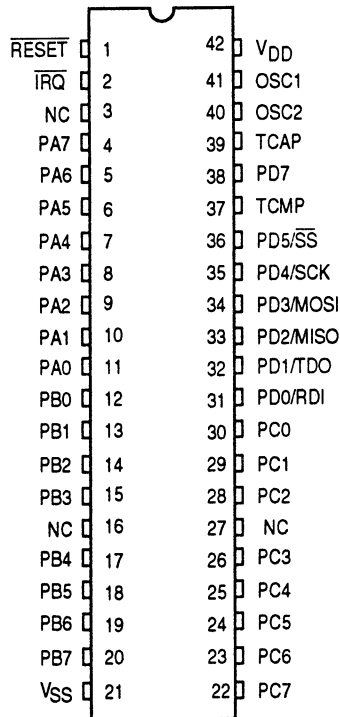 RESET 1 42 VDD
IRQ 2 41 OSC1
NC 3 40 OSC2
PA7 4 39 TCAP
PA6 5 38 PD7
PA5 6 37 TCMP
PA4 7 36 PD5/SS
PA3 8 35 PD4/SCK
PA2 9 34 PD3/MOSI
PA1 10 33 PD2/MISO
PA0 11 32 PD1/TDO
PB0 12 31 PD0/RDI
PB1 13 30 PC0
PB2 14 29 PC1
PB3 15 28 PC2
NC 16 27 NC
PB4 17 26 PC3
PB5 18 25 PC4
PB6 19 24 PC5
PB7 20 23 PC6
VSS 21 22 PC7